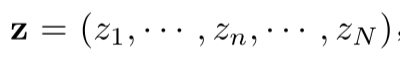 𝐳 = (z₁, ··· , zₙ, ··· , z_N),